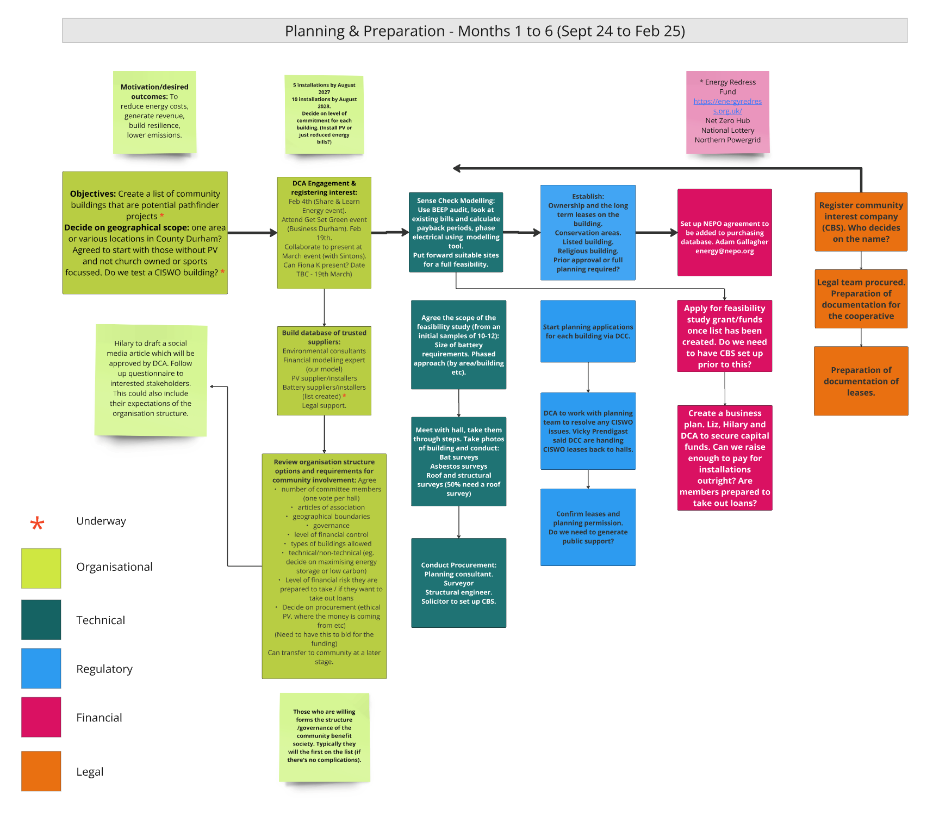 Planning & Preparation - Months 1 to 6 (Sept 24 to Feb 25)
Motivation/desired
outcomes: To
reduce energy costs,
generate revenue,
build resilience,
lower emissions.
5 installations by August
2027
18 installations by August
2028.
Decide on level of
commitment for each
building. (Install PV or
just reduced energy
bills?)
* Energy Redress
Fund
https://energyredres
s.org.uk/
Net Zero Hub
National Lottery
Northern Powergrid
Objectives: Create a list of community
buildings that are potential pathfinder
projects *
Decide on geographical scope: one area
or various locations in County Durham?
Agreed to start with those without PV
and not church owned or sports
focussed. Do we test a CISWO building? *
DCA Engagement &
registering interest:
Feb 4th (Share & Learn
Energy event).
Attend Get Set Green event
(Business Durham). Feb
19th.
Collaborate to present at
March event (with Sintons).
Can Fiona K present? Date
TBC - 19th March)
Sense Check Modelling:
Use BEEP audit, look at
existing bills and calculate
payback periods, phase
electrical using modelling
tool.
Put forward suitable sites
for a full feasibility.
Establish:
Ownership and the long
term leases on the
building.
Conservation areas.
Listed building.
Religious building.
Prior approval or full
planning required?
Set up NEPO agreement to
be added to purchasing
database. Adam Gallagher
energy@nepo.org
Register community
interest company
(CBS). Who decides
on the name?
Hilary to draft a social
media article which will be
approved by DCA. Follow
up questionnaire to
interested stakeholders.
This could also include
their expectations of the
organisation structure.
Build database of trusted
suppliers:
Environmental consultants
Financial modelling expert
(our model)
PV supplier/installers
Battery suppliers/installers
(list created) *
Legal support.
Agree the scope of the
feasibility study (from an
initial samples of 10-12):
Size of battery
requirements. Phased
approach (by area/building
etc).
Start planning applications
for each building via DCC.
Apply for feasibility
study grant/funds
once list has been
created. Do we need
to have CBS set up
prior to this?
Legal team procured.
Preparation of
documentation for
the cooperative
Preparation of
documentation of
leases.
Review organisation structure
options and requirements for
community involvement: Agree
• number of committee members
(one vote per hall)
• articles of association
• geographical boundaries
• governance
• level of financial control
• types of buildings allowed
• technical/non-technical (eg.
decide on maximising energy
storage or low carbon)
• Level of financial risk they are
prepared to take / if they want to
take out loans
• Decide on procurement (ethical
PV, where the money is coming
from etc)
(Need to have this to bid for the
funding)
Can transfer to community at a later
stage.
Meet with hall, take them
through steps. Take photos
of building and conduct:
Bat surveys
Asbestos surveys
Roof and structural
surveys (50% need a roof
survey)
DCA to work with planning
team to resolve any CISWO
issues. Vicky Prendigast
said DCC are handing
CISWO leases back to halls.
Create a business
plan. Liz, Hilary and
DCA to secure capital
funds. Can we raise
enough to pay for
installations
outright? Are
members prepared to
take out loans?
Confirm leases and
planning permission.
Do we need to generate
public support?
Conduct Procurement:
Planning consultant.
Surveyor
Structural engineer.
Solicitor to set up CBS.
Those who are willing
forms the structure
/governance of the
community benefit
society. Typically they
will the first on the list (if
there's no complications).
* Underway
Organisational
Technical
Regulatory
Financial
Legal